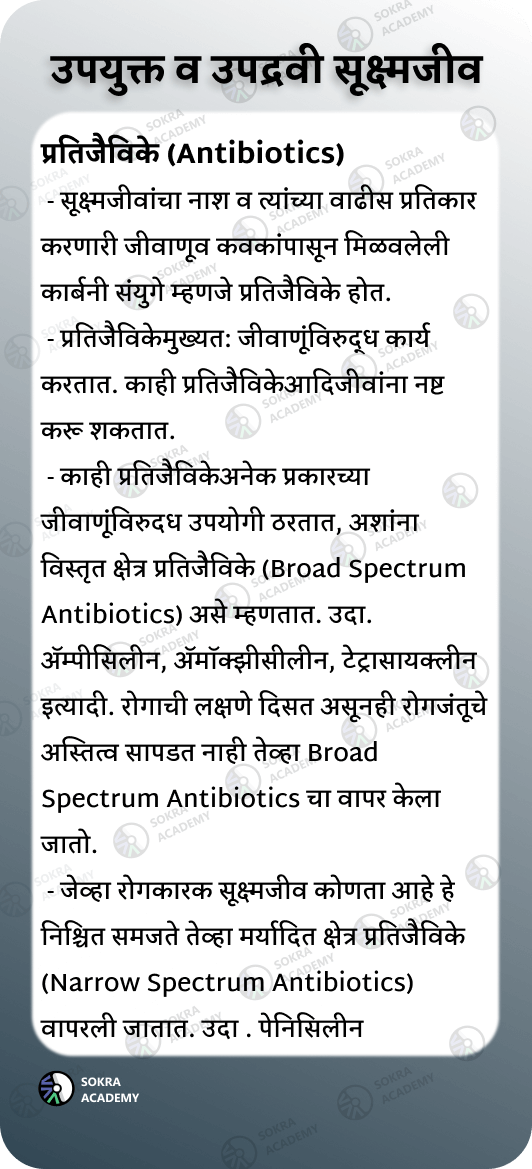 उपयुक्त व उपद्रवी सूक्ष्मजीव
प्रतिजैविके (Antibiotics)
- सूक्ष्मजीवांचा नाश व त्यांच्या वाढीस प्रतिकार
करणारी जीवाणूव कवकांपासून मिळवलेली
कार्बनी संयुगे म्हणजे प्रतिजैविके होत.
- प्रतिजैविकेमुख्यत: जीवाणूंविरुद्ध कार्य
करतात. काही प्रतिजैविकेआदिजीवांना नष्ट
करू शकतात.
- काही प्रतिजैविकेअनेक प्रकारच्या
जीवाणूंविरुदध उपयोगी ठरतात, अशांना
विस्तृत क्षेत्र प्रतिजैविके (Broad Spectrum
Antibiotics) असे म्हणतात. उदा.
ॲम्पीसिलीन, ॲमॉक्झीसीलीन, टेट्रासायक्लीन
इत्यादी. रोगाची लक्षणे दिसत असूनही रोगजंतूचे
अस्तित्व सापडत नाही तेव्हा Broad
Spectrum Antibiotics चा वापर केला
जातो.
- जेव्हा रोगकारक सूक्ष्मजीव कोणता आहे हे
निश्चित समजते तेव्हा मर्यादित क्षेत्र प्रतिजैविके
(Narrow Spectrum Antibiotics)
वापरली जातात. उदा . पेनिसिलीन
SOKRA
ACADEMY